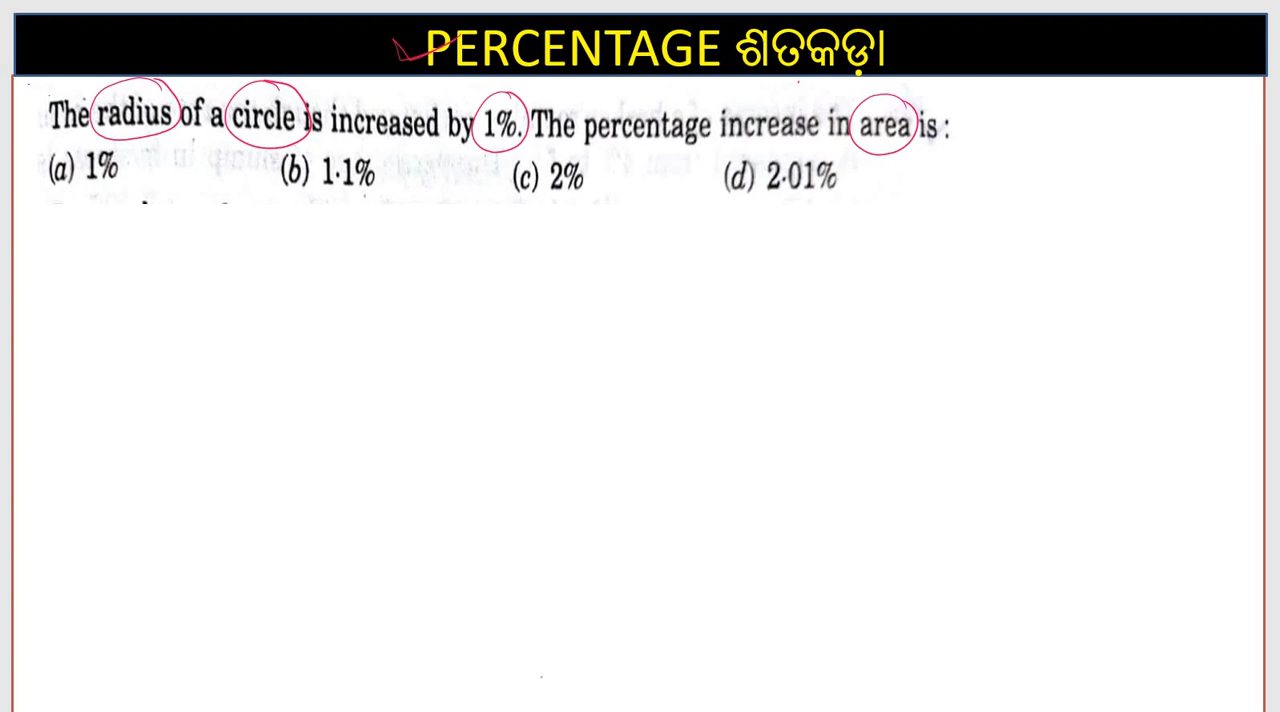 PERCENTAGE ଶତକଡ଼ା
The radius of a circle is increased by 1%. The percentage increase in area is :
(a) 1% (b) 1·1% (c) 2% (d) 2·01%